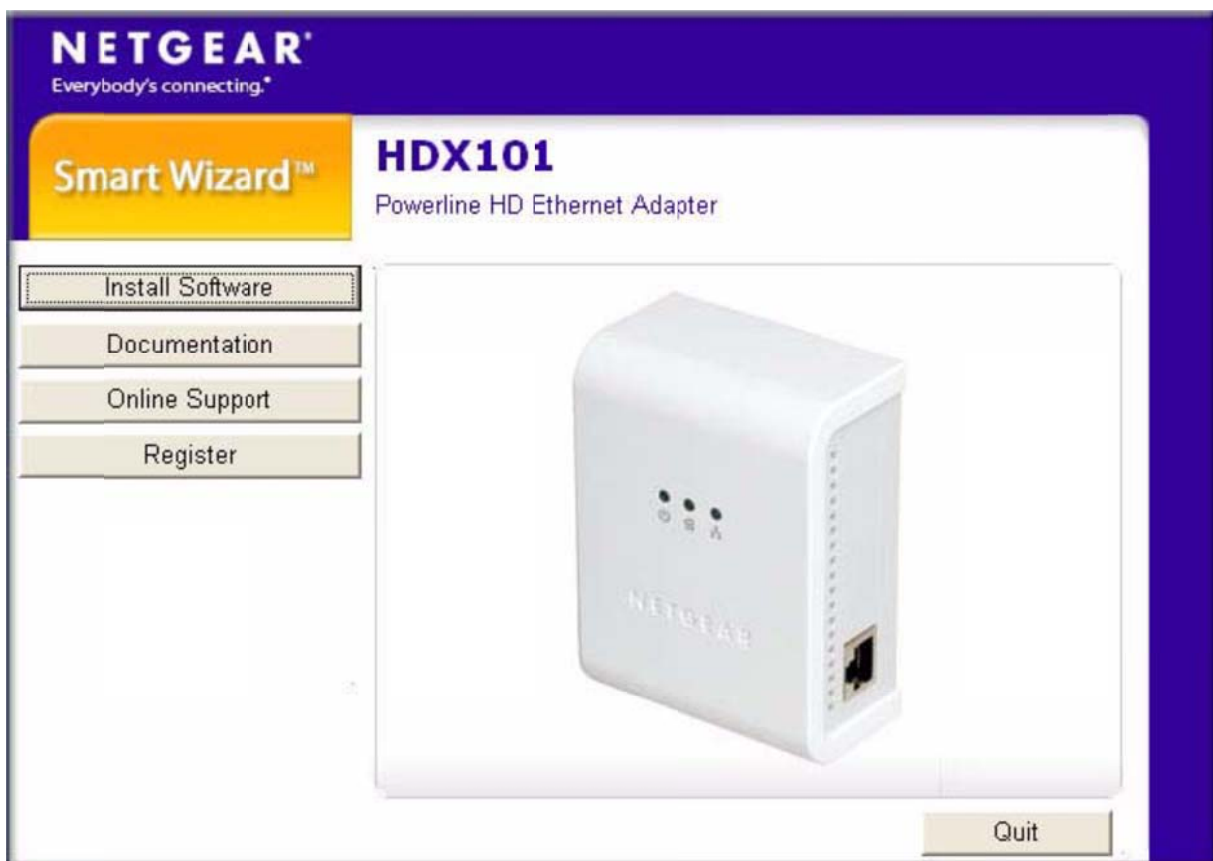 NETGEAR®
Everybody's connecting.®
Smart Wizard™
HDX101
Powerline HD Ethernet Adapter
Install Software
Documentation
Online Support
Register
NETGEAR
Quit